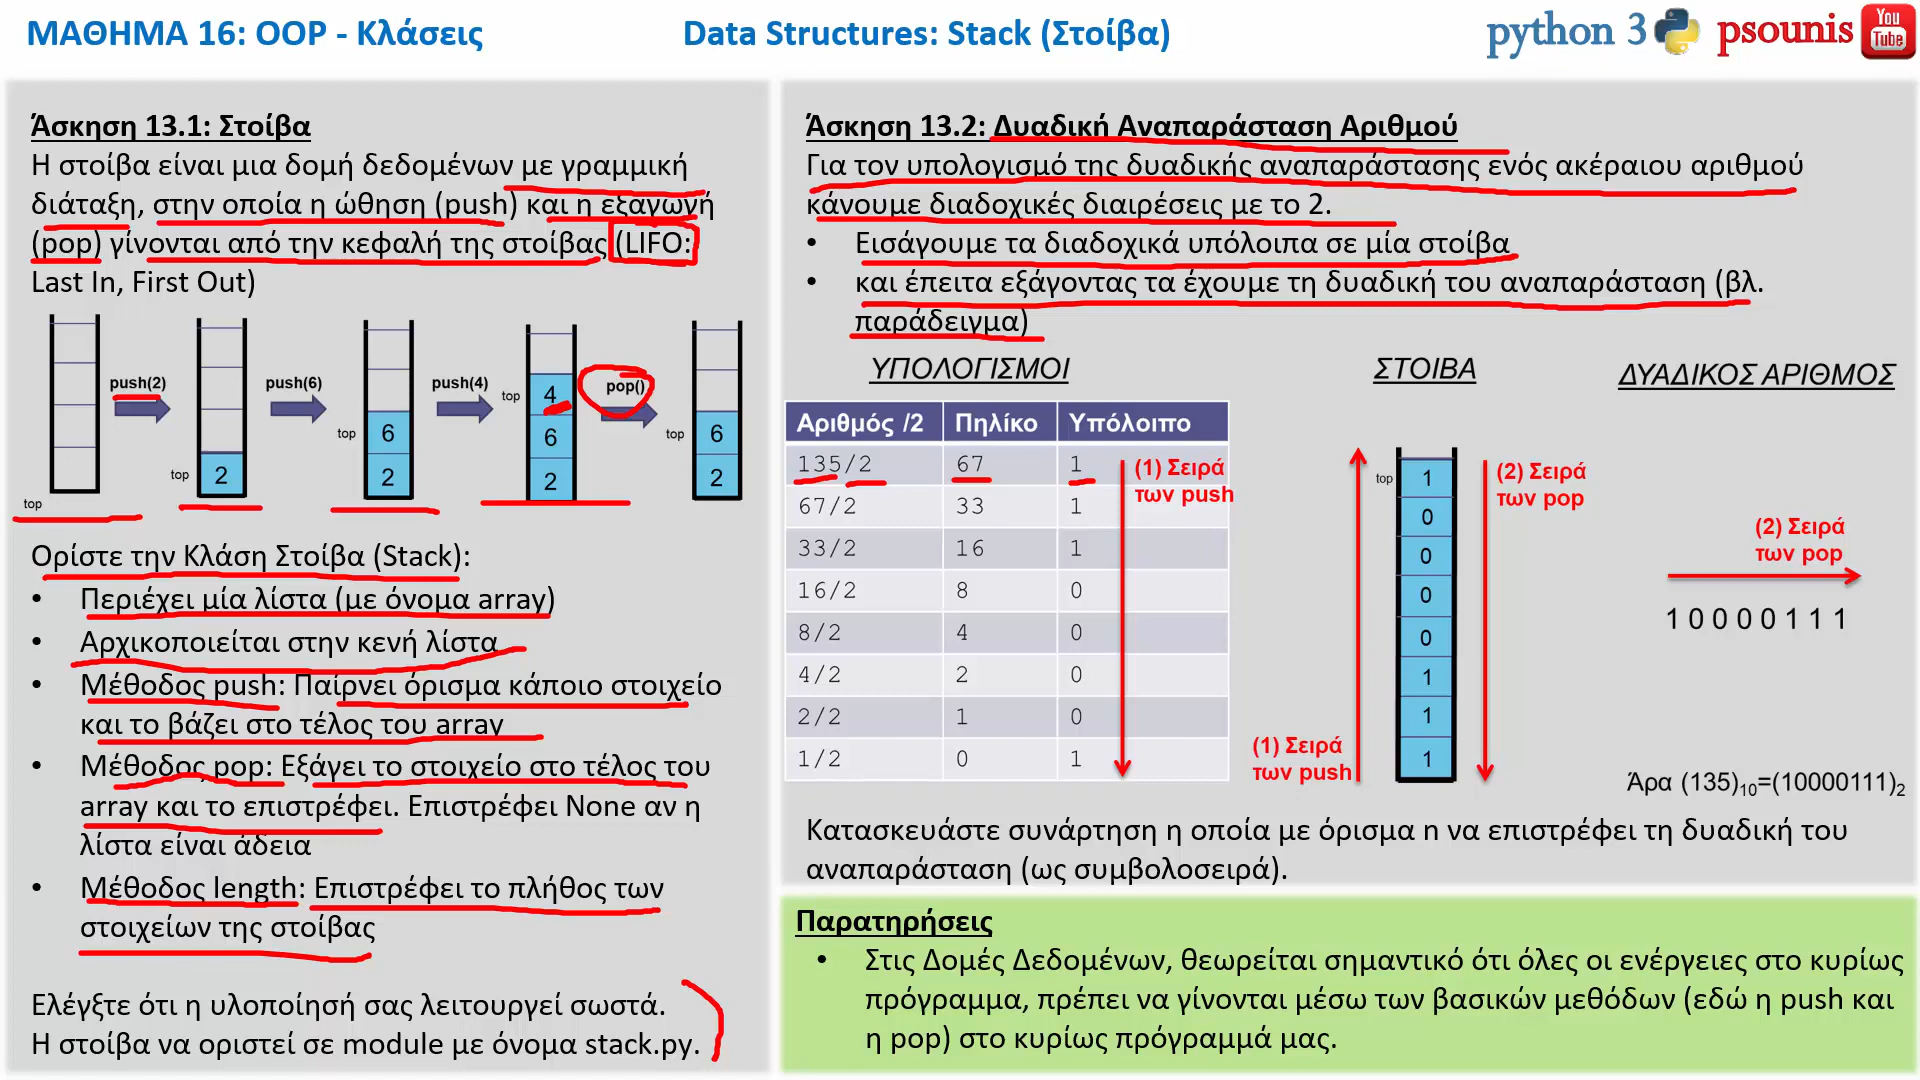 ΜΑΘΗΜΑ 16: OOP - Κλάσεις
Data Structures: Stack (Στοίβα)
python 3
psounis
You
Tube
Άσκηση 13.1: Στοίβα
Η στοίβα είναι μια δομή δεδομένων με γραμμική
διάταξη, στην οποία η ώθηση (push) και η εξαγωγή
(pop) γίνονται από την κεφαλή της στοίβας (LIFO:
Last In, First Out)
push(2)
push(6)
push(4)
pop()
top
top
2
top
6
2
top
4
6
2
top
6
2
Ορίστε την Κλάση Στοίβα (Stack):
• Περιέχει μία λίστα (με όνομα array)
• Αρχικοποιείται στην κενή λίστα
• Μέθοδος push: Παίρνει όρισμα κάποιο στοιχείο
και το βάζει στο τέλος του array
• Μέθοδος pop: Εξάγει το στοιχείο στο τέλος του
array και το επιστρέφει. Επιστρέφει None αν η
λίστα είναι άδεια
• Μέθοδος length: Επιστρέφει το πλήθος των
στοιχείων της στοίβας
Ελέγξτε ότι η υλοποίησή σας λειτουργεί σωστά.
Η στοίβα να οριστεί σε module με όνομα stack.py.
Άσκηση 13.2: Δυαδική Αναπαράσταση Αριθμού
Για τον υπολογισμό της δυαδικής αναπαράστασης ενός ακέραιου αριθμού
κάνουμε διαδοχικές διαιρέσεις με το 2.
• Εισάγουμε τα διαδοχικά υπόλοιπα σε μία στοίβα
• και έπειτα εξάγοντας τα έχουμε τη δυαδική του αναπαράσταση (βλ.
παράδειγμα)
ΥΠΟΛΟΓΙΣΜΟΙ
Αριθμός /2 Πηλίκο Υπόλοιπο
135/2 67 1
67/2 33 1
33/2 16 1
16/2 8 0
8/2 4 0
4/2 2 0
2/2 1 0
1/2 0 1
(1) Σειρά
των push
ΣΤΟΙΒΑ
(1) Σειρά
των push
top
1
0
0
0
0
1
1
1
(2) Σειρά
των pop
ΔΥΑΔΙΚΟΣ ΑΡΙΘΜΟΣ
(2) Σειρά
των pop
1 0 0 0 0 1 1 1
Άρα (135)10=(10000111)2
Κατασκευάστε συνάρτηση η οποία με όρισμα n να επιστρέφει τη δυαδική του
αναπαράσταση (ως συμβολοσειρά).
Παρατηρήσεις
• Στις Δομές Δεδομένων, θεωρείται σημαντικό ότι όλες οι ενέργειες στο κυρίως
πρόγραμμα, πρέπει να γίνονται μέσω των βασικών μεθόδων (εδώ η push και
η pop) στο κυρίως πρόγραμμά μας.